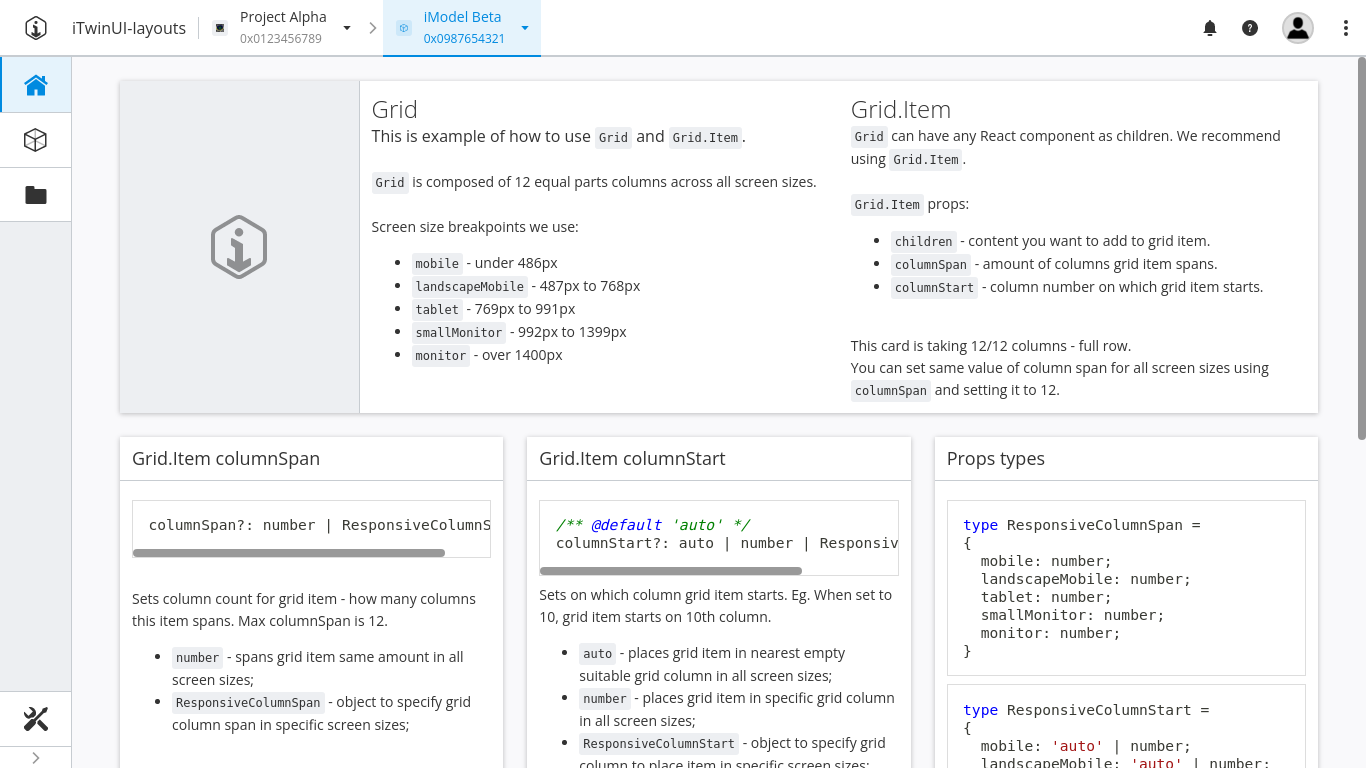 iTwinUI-layouts
Project Alpha
0x0123456789
iModel Beta
0x0987654321
Grid
This is example of how to use Grid and Grid.Item.
Grid is composed of 12 equal parts columns across all screen sizes.
Screen size breakpoints we use:
mobile - under 486px
landscapeMobile - 487px to 768px
tablet - 769px to 991px
smallMonitor - 992px to 1399px
monitor - over 1400px
Grid.Item
Grid can have any React component as children. We recommend
using Grid.Item.
Grid.Item props:
children - content you want to add to grid item.
columnSpan - amount of columns grid item spans.
columnStart - column number on which grid item starts.
This card is taking 12/12 columns - full row.
You can set same value of column span for all screen sizes using
columnSpan and setting it to 12.
Grid.Item columnSpan
columnSpan?: number | ResponsiveColumnS
Sets column count for grid item - how many columns
this item spans. Max columnSpan is 12.
number - spans grid item same amount in all
screen sizes;
ResponsiveColumnSpan - object to specify grid
column span in specific screen sizes;
Grid.Item columnStart
/** @default 'auto' */
columnStart?: auto | number | Responsiv
Sets on which column grid item starts. Eg. When set to
10, grid item starts on 10th column.
auto - places grid item in nearest empty
suitable grid column in all screen sizes;
number - places grid item in specific grid column
in all screen sizes;
ResponsiveColumnStart - object to specify grid
column to place item in specific screen sizes;
Props types
type ResponsiveColumnSpan =
{
mobile: number;
landscapeMobile: number;
tablet: number;
smallMonitor: number;
monitor: number;
}
type ResponsiveColumnStart =
{
mobile: 'auto' | number;
landscapeMobile: 'auto' | number;